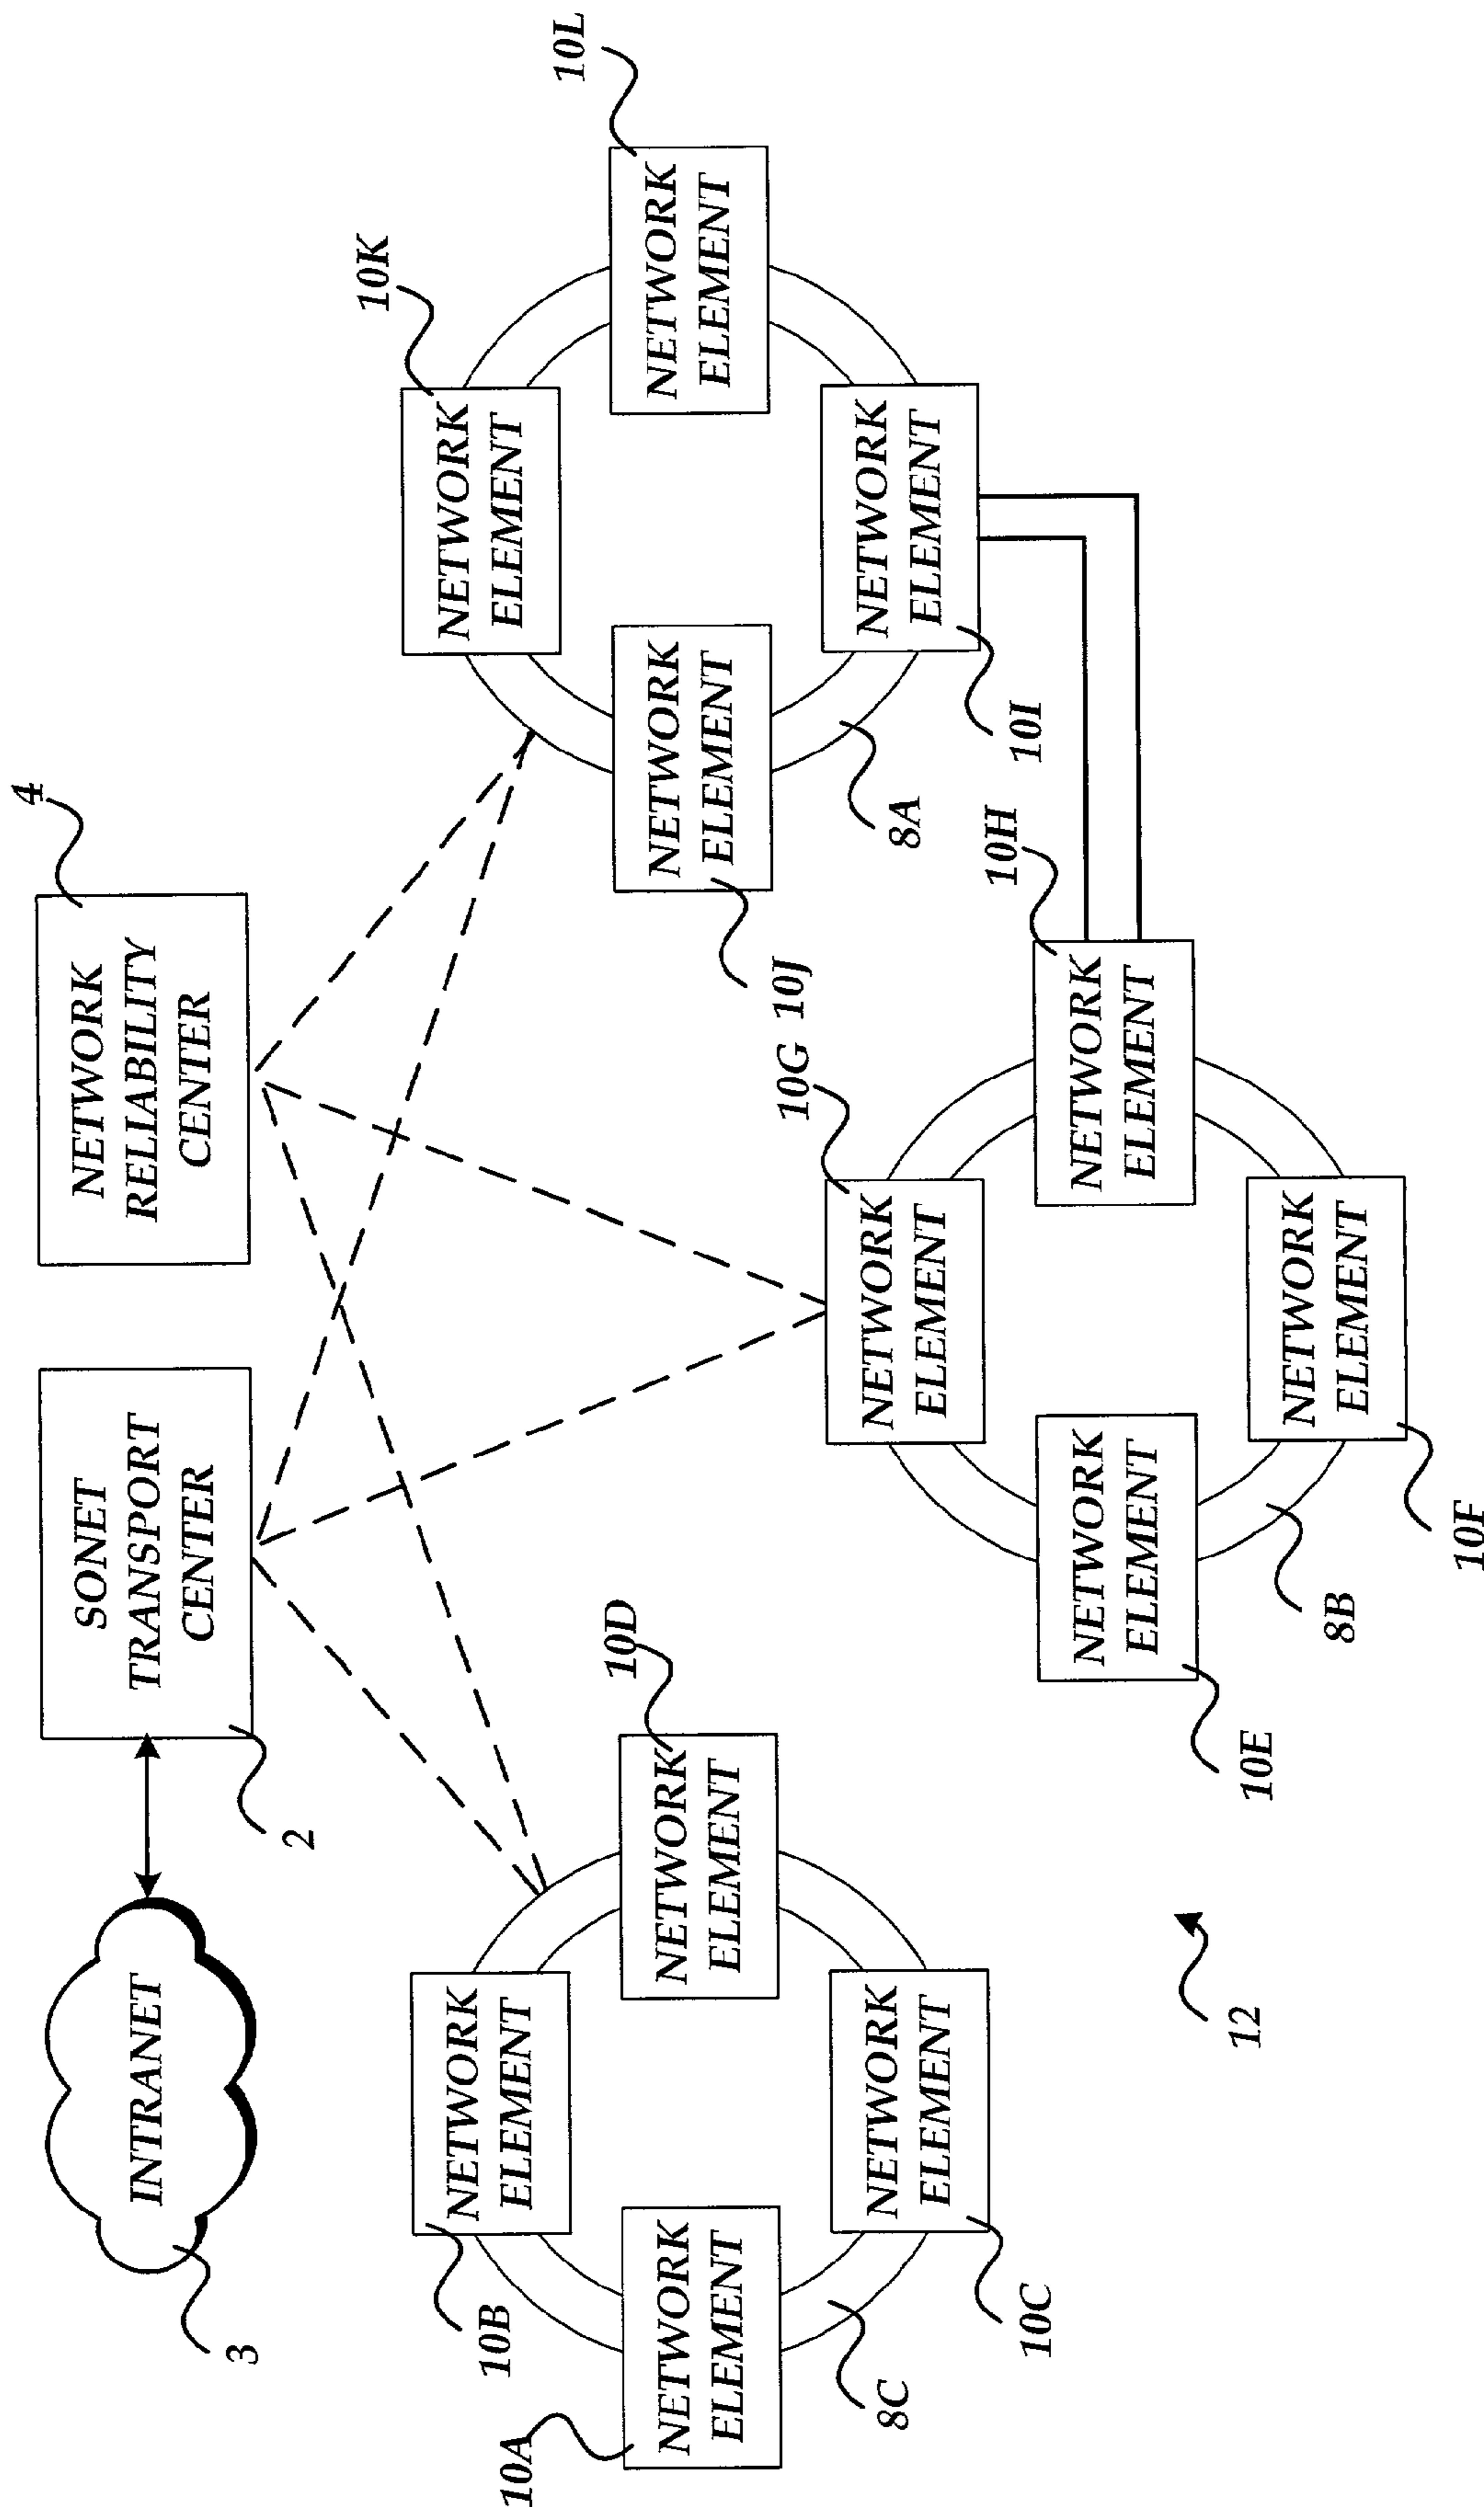 3
INTRANET
2
SONET
TRANSPORT
CENTER
4
NETWORK
RELIABILITY
CENTER
10A
NETWORK
ELEMENT
10B
NETWORK
ELEMENT
10C
NETWORK
ELEMENT
10D
NETWORK
ELEMENT
8C
10E
NETWORK
ELEMENT
10F
NETWORK
ELEMENT
10G
NETWORK
ELEMENT
10H
NETWORK
ELEMENT
8B
10I
NETWORK
ELEMENT
10J
NETWORK
ELEMENT
10K
NETWORK
ELEMENT
10L
NETWORK
ELEMENT
8A
12